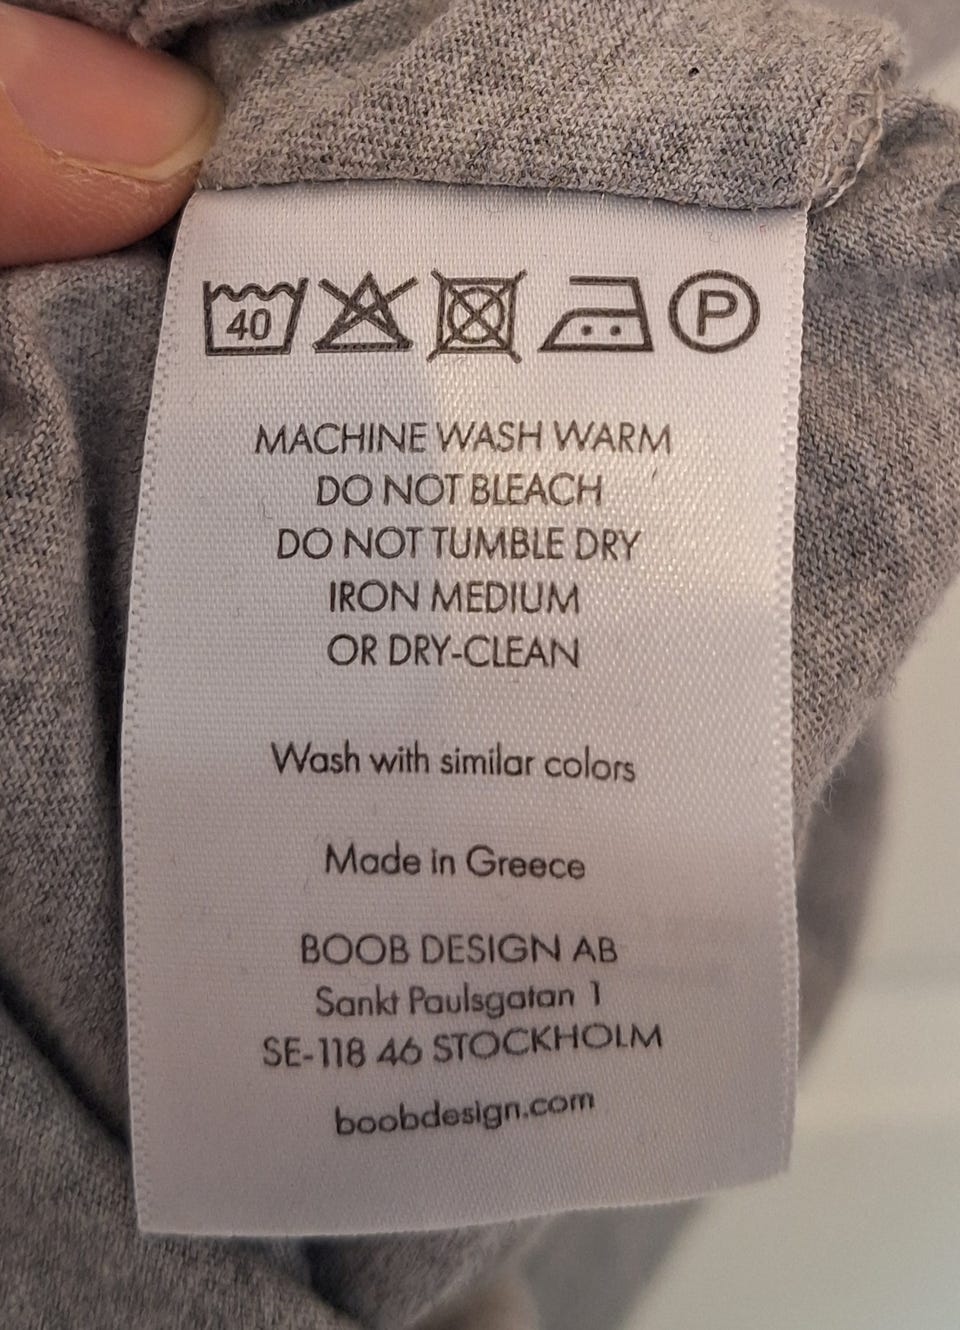 40 P
MACHINE WASH WARM
DO NOT BLEACH
DO NOT TUMBLE DRY
IRON MEDIUM
OR DRY-CLEAN
Wash with similar colors
Made in Greece
BOOB DESIGN AB
Sankt Paulsgatan 1
SE-118 46 STOCKHOLM
boobdesign.com